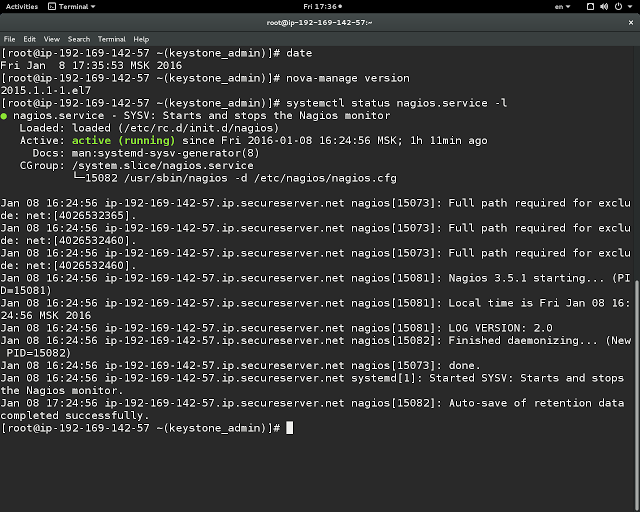 Activities Terminal Fri 17:36 en
root@ip-192-169-142-57:~
File Edit View Search Terminal Help
[root@ip-192-169-142-57 ~(keystone_admin)]# date
Fri Jan  8 17:35:53 MSK 2016
[root@ip-192-169-142-57 ~(keystone_admin)]# nova-manage version
2015.1.1-1.el7
[root@ip-192-169-142-57 ~(keystone_admin)]# systemctl status nagios.service -l
● nagios.service - SYSV: Starts and stops the Nagios monitor
   Loaded: loaded (/etc/rc.d/init.d/nagios)
   Active: active (running) since Fri 2016-01-08 16:24:56 MSK; 1h 11min ago
     Docs: man:systemd-sysv-generator(8)
   CGroup: /system.slice/nagios.service
           └─15082 /usr/sbin/nagios -d /etc/nagios/nagios.cfg
Jan 08 16:24:56 ip-192-169-142-57.ip.secureserver.net nagios[15073]: Full path required for exclu
de: net:[4026532365].
Jan 08 16:24:56 ip-192-169-142-57.ip.secureserver.net nagios[15073]: Full path required for exclu
de: net:[4026532460].
Jan 08 16:24:56 ip-192-169-142-57.ip.secureserver.net nagios[15073]: Full path required for exclu
de: net:[4026532460].
Jan 08 16:24:56 ip-192-169-142-57.ip.secureserver.net nagios[15081]: Nagios 3.5.1 starting... (PI
D=15081)
Jan 08 16:24:56 ip-192-169-142-57.ip.secureserver.net nagios[15081]: Local time is Fri Jan 08 16:
24:56 MSK 2016
Jan 08 16:24:56 ip-192-169-142-57.ip.secureserver.net nagios[15081]: LOG VERSION: 2.0
Jan 08 16:24:56 ip-192-169-142-57.ip.secureserver.net nagios[15082]: Finished daemonizing... (New
 PID=15082)
Jan 08 16:24:56 ip-192-169-142-57.ip.secureserver.net nagios[15073]: done.
Jan 08 16:24:56 ip-192-169-142-57.ip.secureserver.net systemd[1]: Started SYSV: Starts and stops
the Nagios monitor.
Jan 08 17:24:56 ip-192-169-142-57.ip.secureserver.net nagios[15082]: Auto-save of retention data
completed successfully.
[root@ip-192-169-142-57 ~(keystone_admin)]#